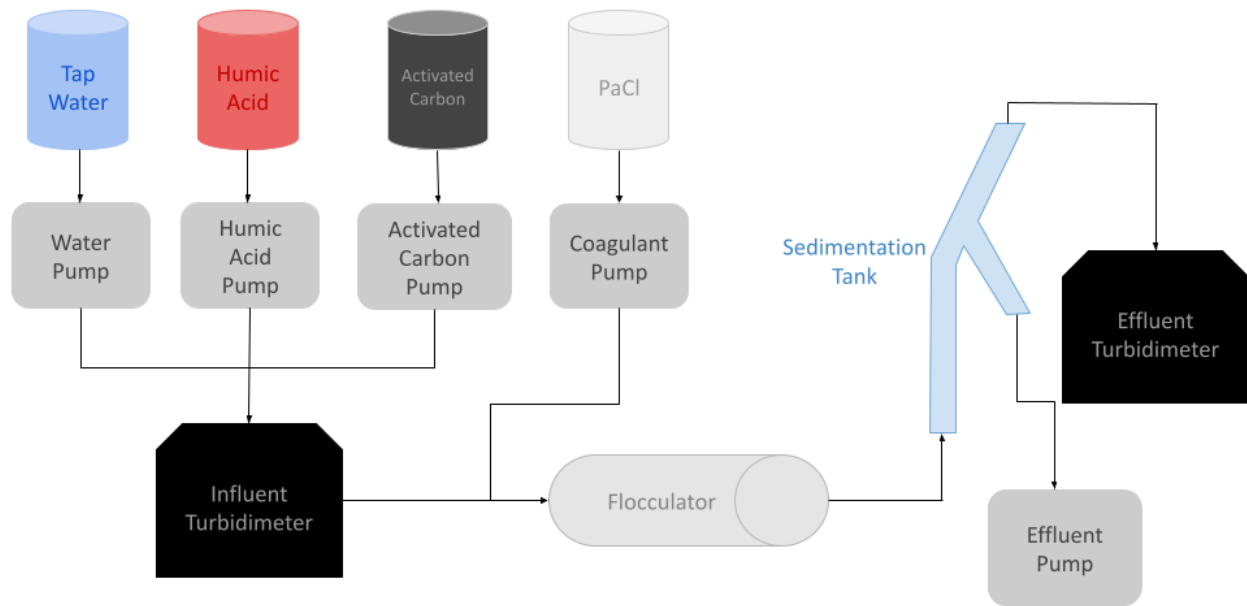 Tap
Water
Humic
Acid
Activated
Carbon
PaCl
Water
Pump
Humic
Acid
Pump
Activated
Carbon
Pump
Coagulant
Pump
Sedimentation
Tank
Effluent
Turbidimeter
Influent
Turbidimeter
Flocculator
Effluent
Pump